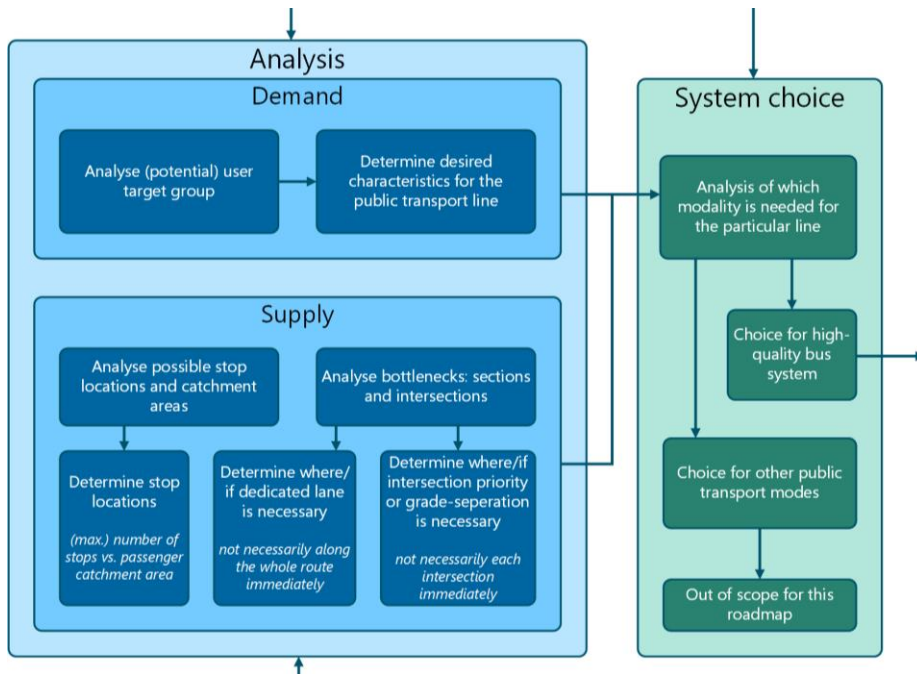 Analysis
Demand
Analyse (potential) user
target group
Determine desired
characteristics for the
public transport line
Supply
Analyse possible stop
locations and catchment
areas
Analyse bottlenecks: sections
and intersections
Determine stop
locations
(max.) number of
stops vs. passenger
catchment area
Determine where/
if dedicated lane
is necessary
not necessarily along
the whole route
immediately
Determine where/if
intersection priority
or grade-seperation
is necessary
not necessarily each
intersection
immediately
System choice
Analysis of which
modality is needed for
the particular line
Choice for high-
quality bus
system
Choice for other public
transport modes
Out of scope for this
roadmap